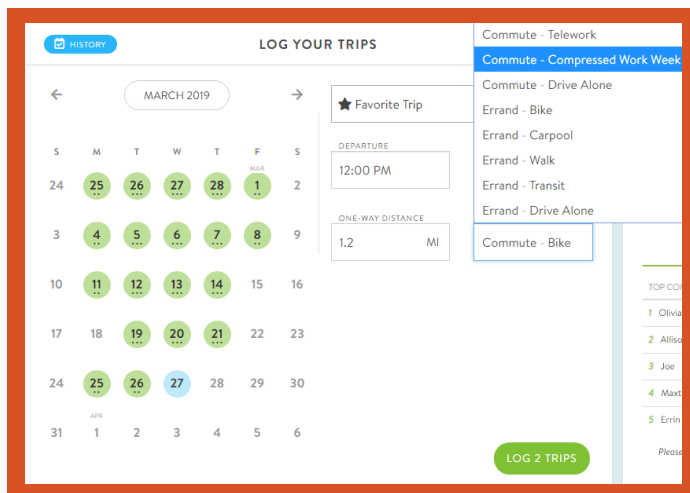 HISTORY
LOG YOUR TRIPS
MARCH 2019
S M T W T F S
MAR
24 25 26 27 28 1 2
3 4 5 6 7 8 9
10 11 12 13 14 15 16
17 18 19 20 21 22 23
24 25 26 27 28 29 30
APR
31 1 2 3 4 5 6
Favorite Trip
DEPARTURE
12:00 PM
ONE-WAY DISTANCE
1.2 MI
Commute - Telework
Commute - Compressed Work Week
Commute - Drive Alone
Errand - Bike
Errand - Carpool
Errand - Walk
Errand - Transit
Errand - Drive Alone
Commute - Bike
LOG 2 TRIPS
TOP
1 Olivia
2 Alliso
3 Joe
4 Maxt
5 Errin
Please